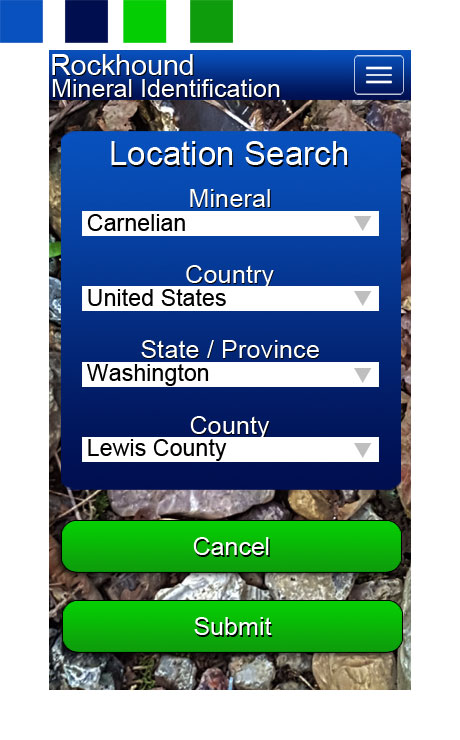 Rockhound
Mineral Identification
Location Search
Mineral
Carnelian
Country
United States
State / Province
Washington
County
Lewis County
Cancel
Submit